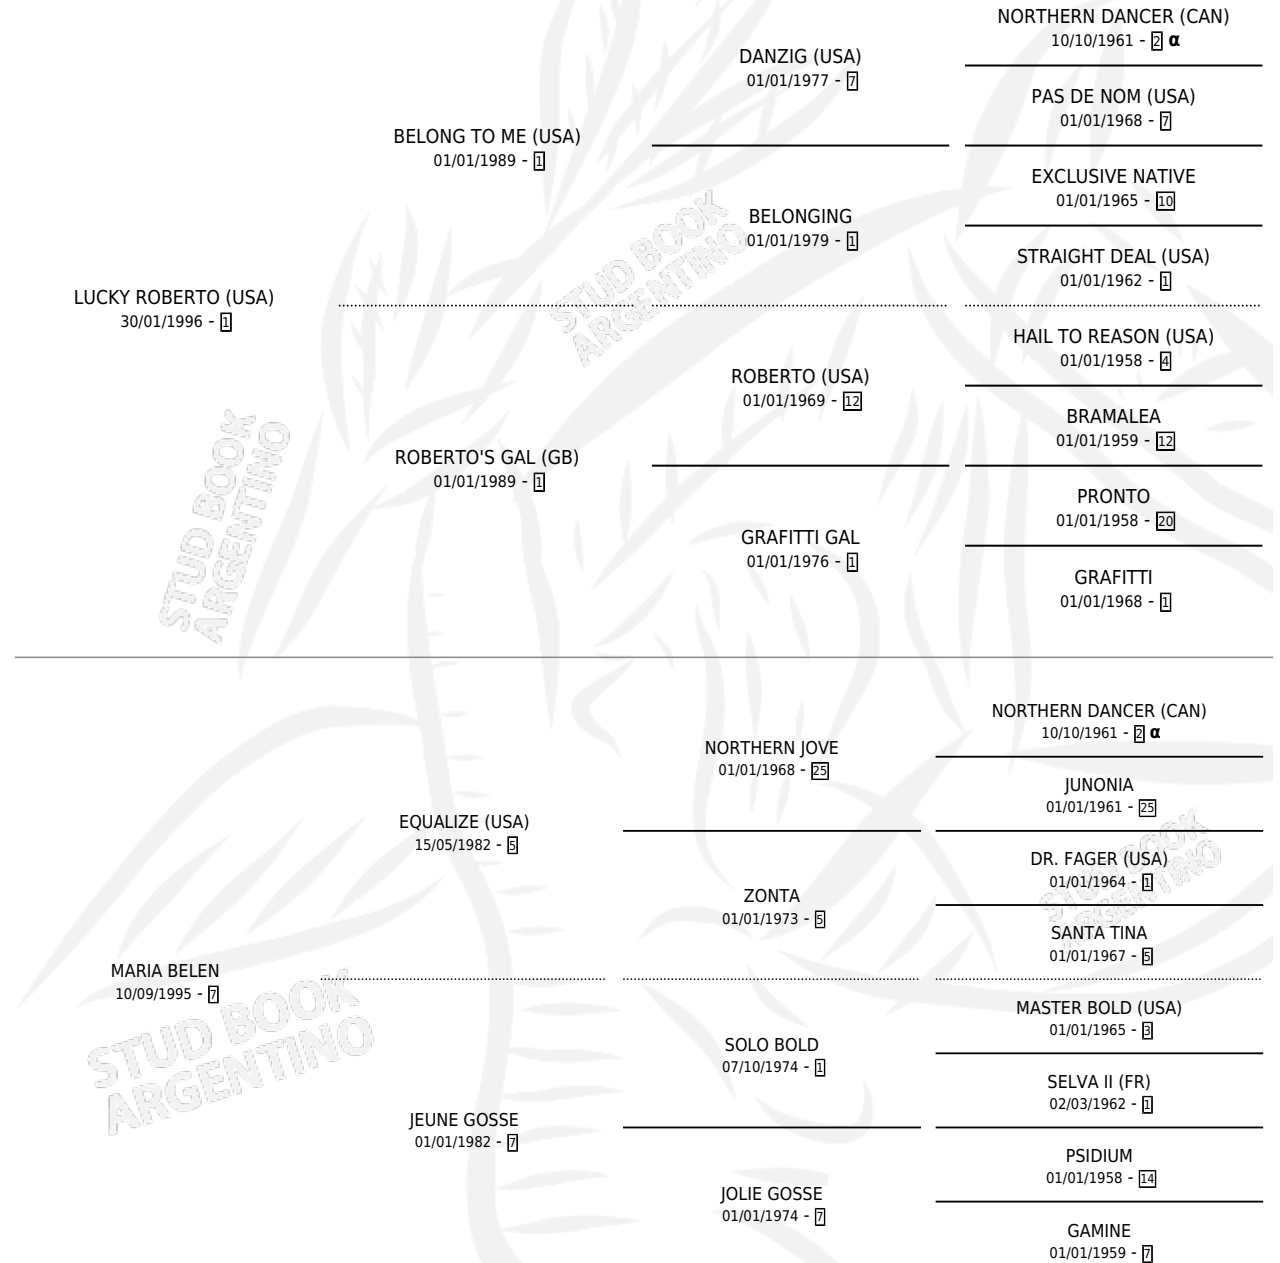 NORTHERN DANCER (CAN)
10/10/1961 - 2 α
DANZIG (USA)
01/01/1977 - 7
PAS DE NOM (USA)
01/01/1968 - 7
BELONG TO ME (USA)
01/01/1989 - 1
EXCLUSIVE NATIVE
01/01/1965 - 10
BELONGING
01/01/1979 - 1
STRAIGHT DEAL (USA)
01/01/1962 - 1
STUD BOOK
ARGENTINO
LUCKY ROBERTO (USA)
30/01/1996 - 1
HAIL TO REASON (USA)
01/01/1958 - 4
ROBERTO (USA)
01/01/1969 - 12
BRAMALEA
01/01/1959 - 12
ROBERTO'S GAL (GB)
01/01/1989 - 1
PRONTO
01/01/1958 - 20
GRAFITTI GAL
01/01/1976 - 1
GRAFITTI
01/01/1968 - 1
STUD BOOK
ARGENTINO
NORTHERN DANCER (CAN)
10/10/1961 - 2 α
NORTHERN JOVE
01/01/1968 - 25
JUNONIA
01/01/1961 - 25
EQUALIZE (USA)
15/05/1982 - 5
DR. FAGER (USA)
01/01/1964 - 1
ZONTA
01/01/1973 - 5
SANTA TINA
01/01/1967 - 5
STUD BOOK
ARGENTINO
MARIA BELEN
10/09/1995 - 7
MASTER BOLD (USA)
01/01/1965 - 3
SOLO BOLD
07/10/1974 - 1
SELVA II (FR)
02/03/1962 - 1
JEUNE GOSSE
01/01/1982 - 7
PSIDIUM
01/01/1958 - 14
JOLIE GOSSE
01/01/1974 - 7
GAMINE
01/01/1959 - 7
STUD BOOK
ARGENTINO